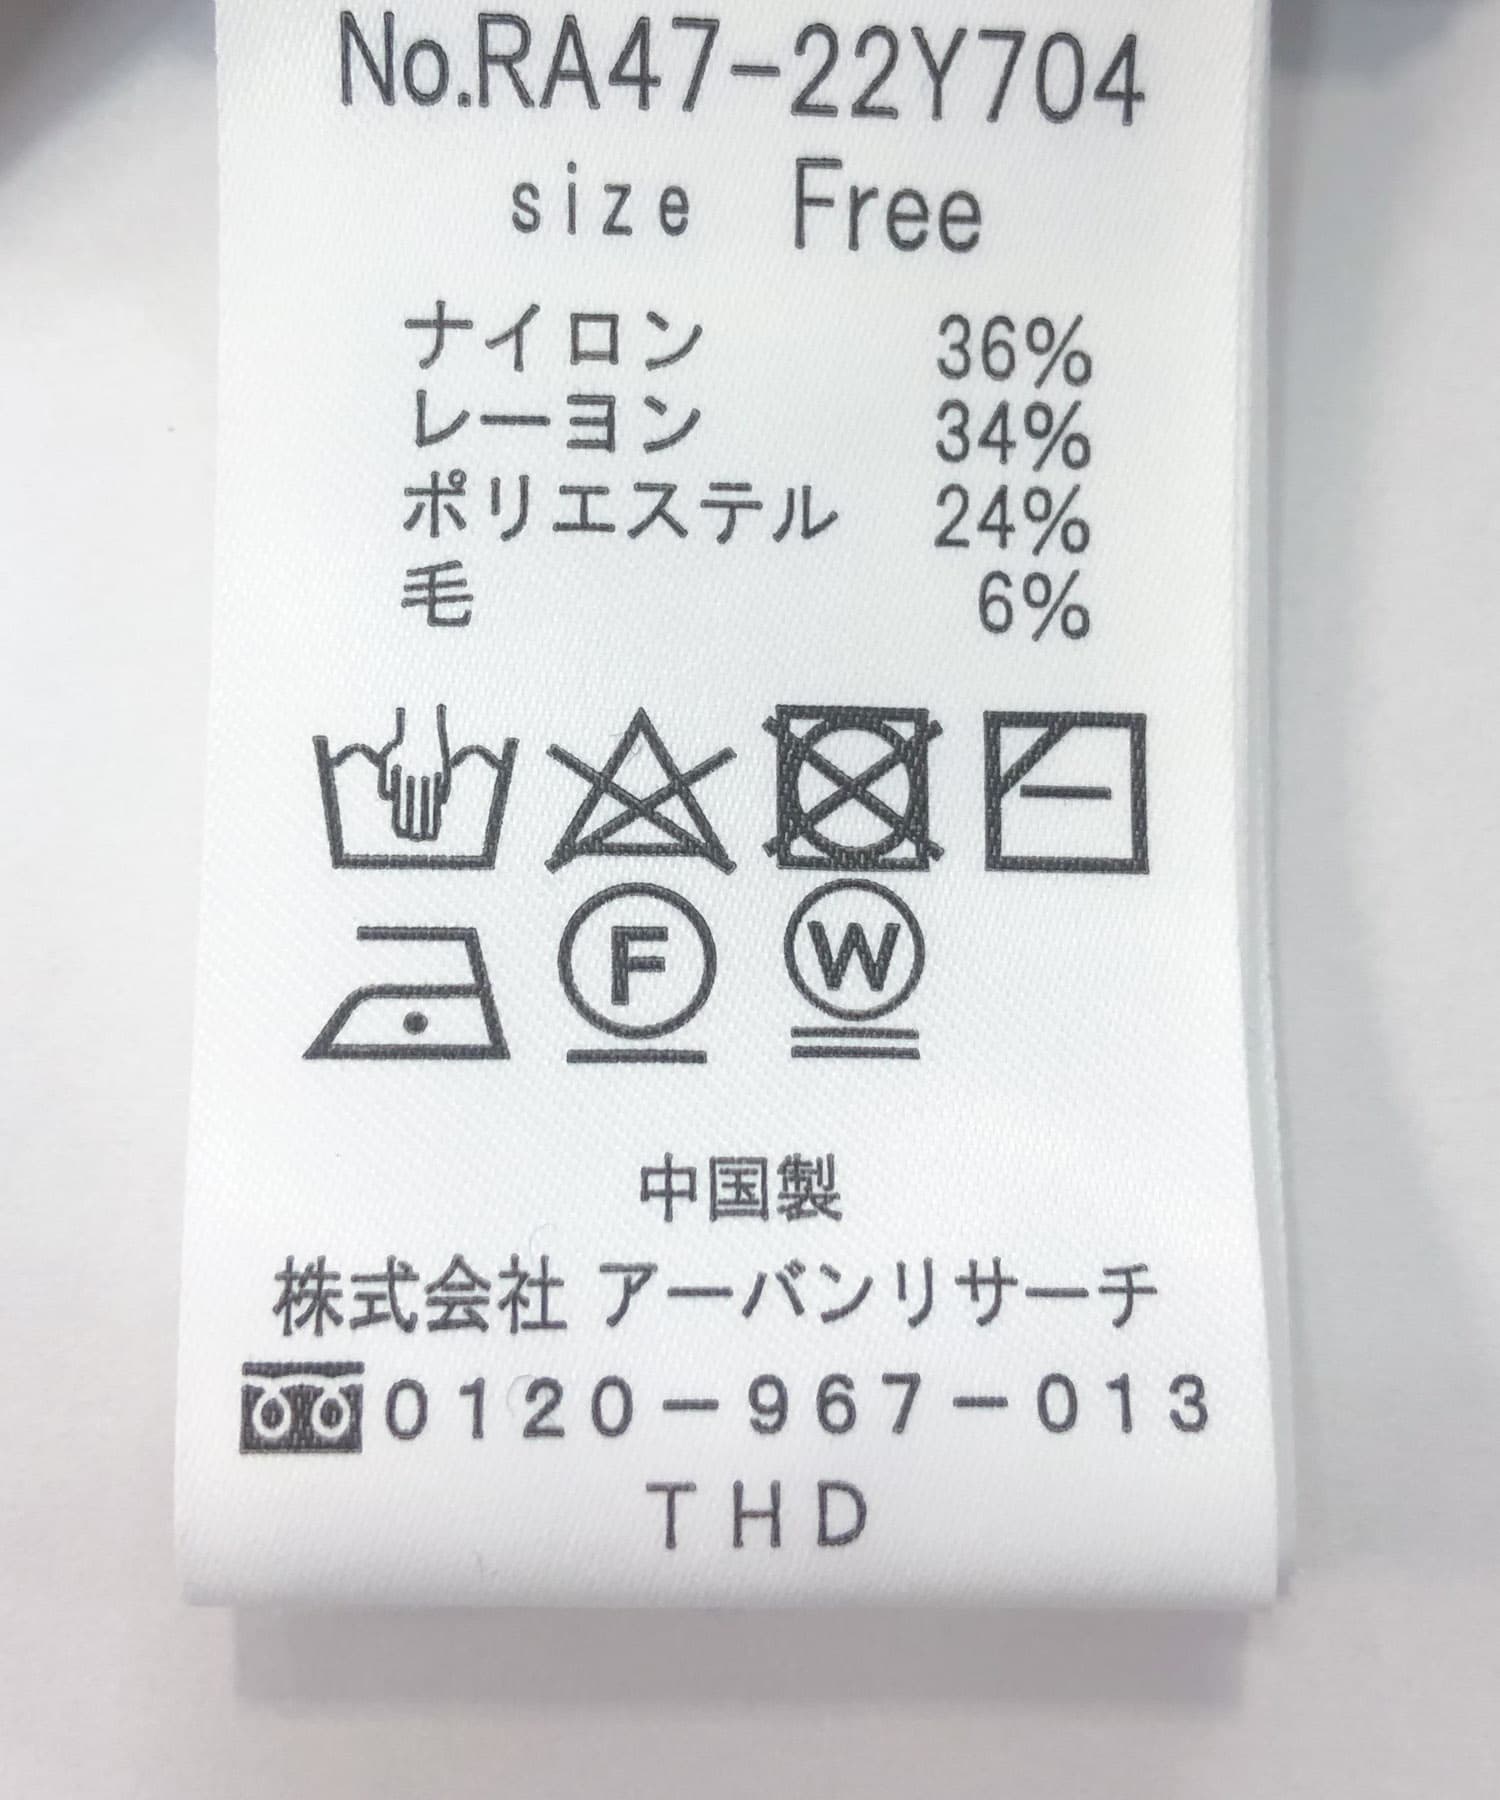 No.RA47-22Y704
size Free
ナイロン 36%
レーヨン 34%
ポリエステル 24%
毛 6%
F W
中国製
株式会社 アーバンリサーチ
0120-967-013
THD